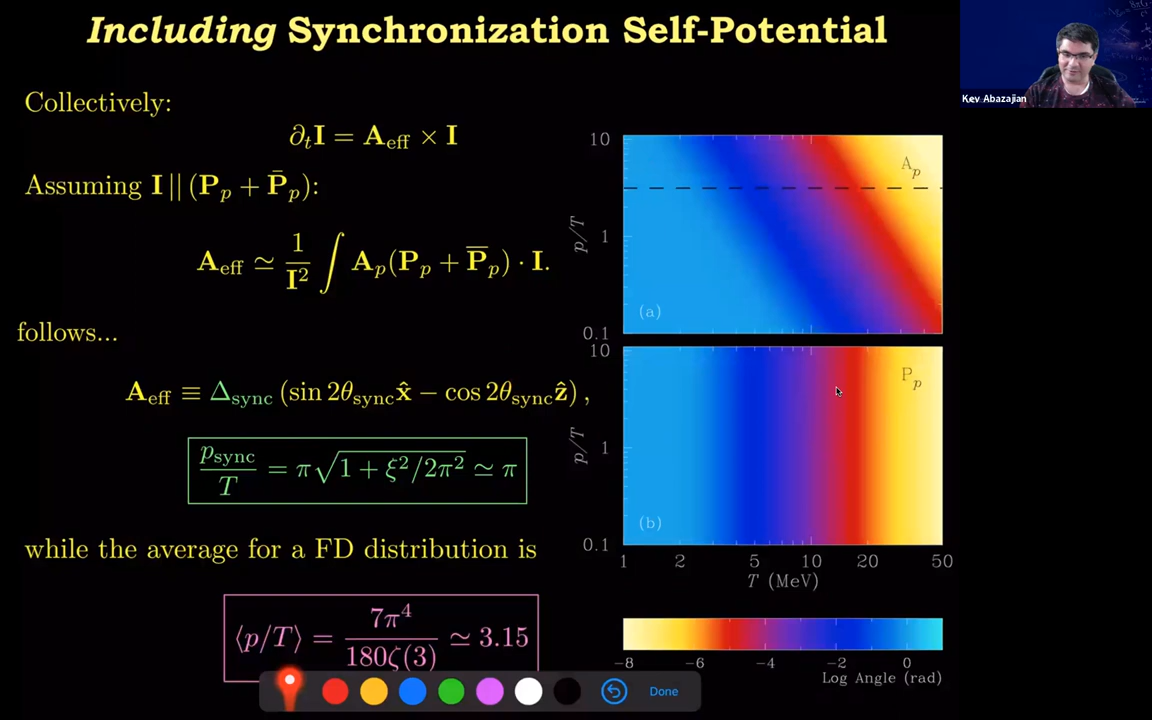 Including Synchronization Self-Potential
Kev Abazajian
Collectively:
∂ₜI = A_eff × I
Assuming I || (P_p + P̄_p):
A_eff ≃ 1/I² ∫ A_p(P_p + P̄_p) · I.
follows...
A_eff ≡ Δ_sync (sin 2θ_sync x̂ − cos 2θ_sync ẑ) ,
p_sync/T = π√(1 + ξ²/2π²) ≃ π
while the average for a FD distribution is
⟨p/T⟩ = 7π⁴/180ζ(3) ≃ 3.15
10
1
0.1
p/T
A_p
(a)
10
1
0.1
p/T
P_p
(b)
1 2 5 10 20 50
T (MeV)
−8 −6 −4 −2 0
Log Angle (rad)
Done